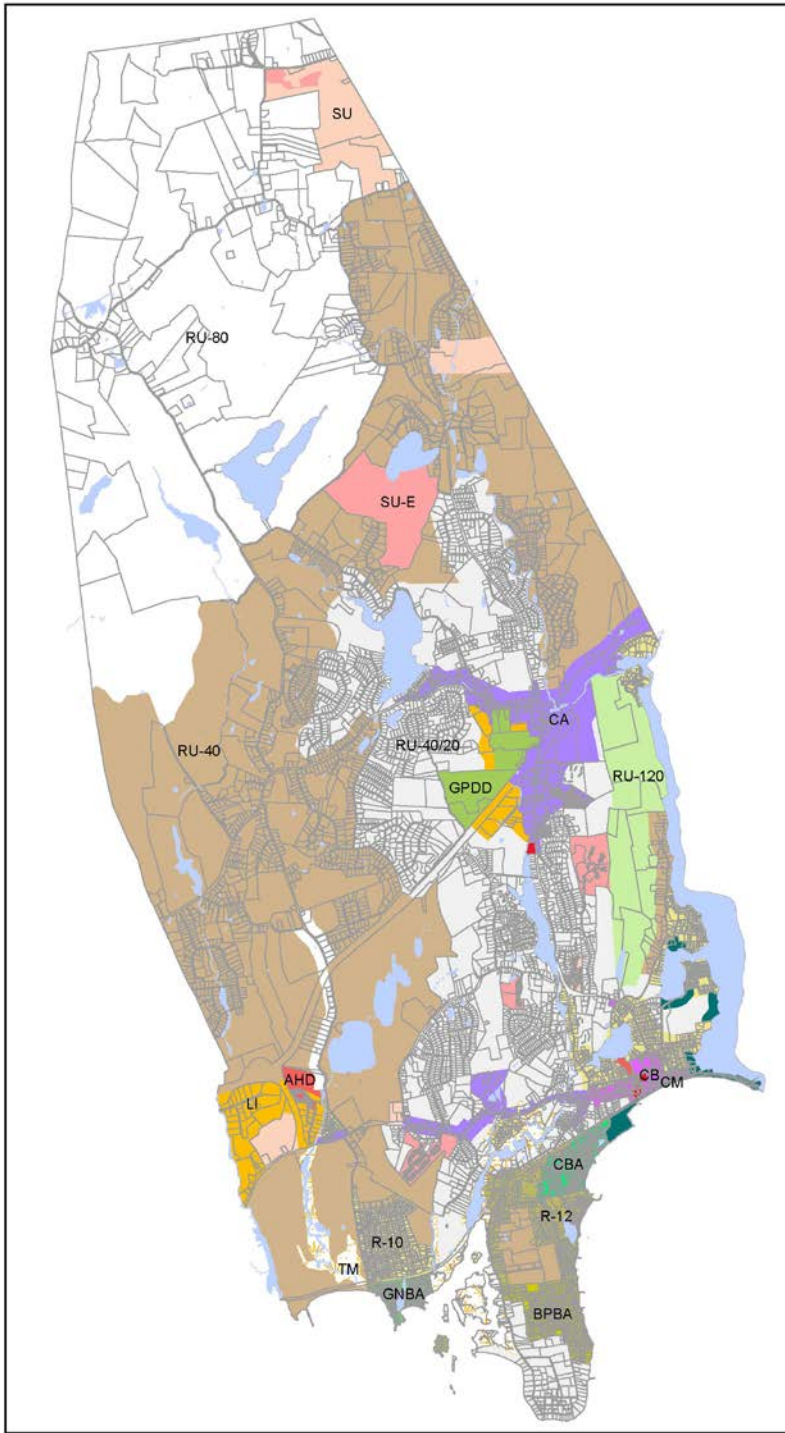 SU
RU-80
SU-E
CA
RU-40
RU-40/20
RU-120
GPDD
AHD
CB
CM
LI
CBA
R-12
R-10
TM
GNBA
BPBA